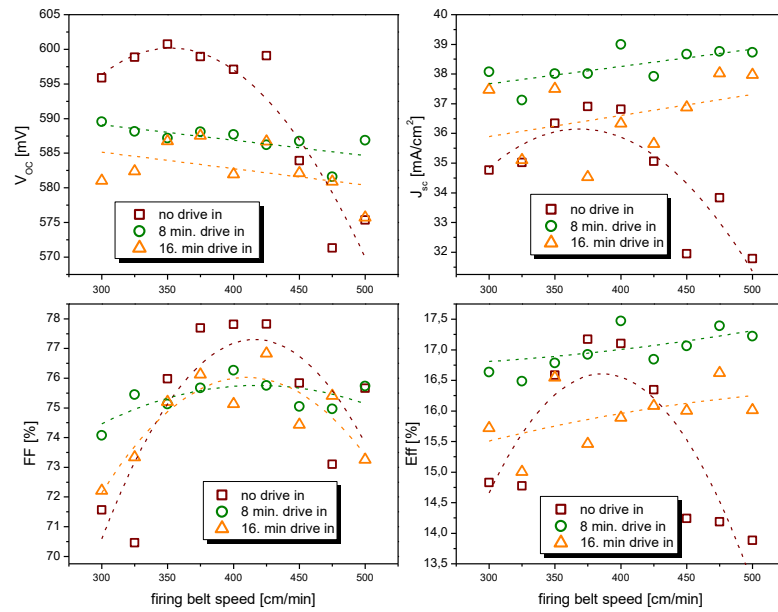 605
600
595
590
585
580
575
570
V_OC [mV]
300 350 400 450 500
no drive in
8 min. drive in
16. min drive in
40
39
38
37
36
35
34
33
32
J_sc [mA/cm²]
300 350 400 450 500
no drive in
8 min. drive in
16. min drive in
78
77
76
75
74
73
72
71
70
FF [%]
300 350 400 450 500
firing belt speed [cm/min]
no drive in
8 min. drive in
16. min drive in
17,5
17,0
16,5
16,0
15,5
15,0
14,5
14,0
13,5
Eff [%]
300 350 400 450 500
firing belt speed [cm/min]
no drive in
8 min. drive in
16. min drive in